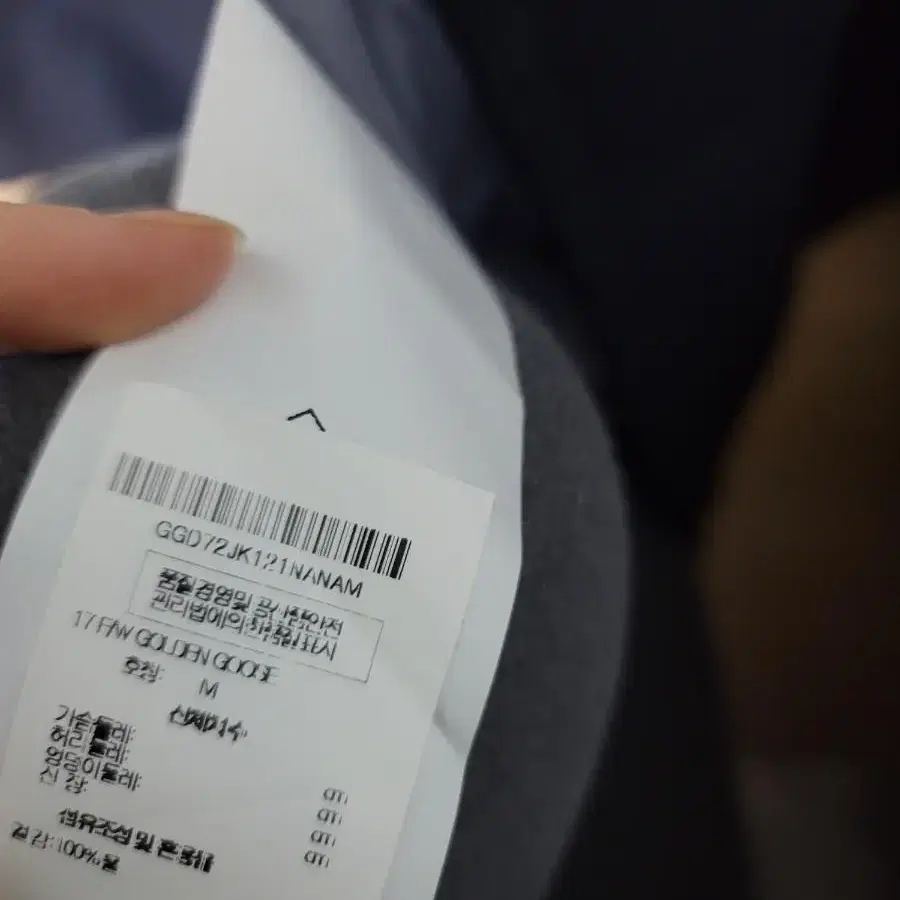 GGD72JK121NANAM
품질경영및 공산품안전
관리법에의한품질표시
17 F/W GOLDEN GOOSE
호칭: M
신체치수
가슴둘레: cm
허리둘레: cm
엉덩이둘레: cm
신 장: cm
섬유조성 및 혼용률
겉감:100% 울